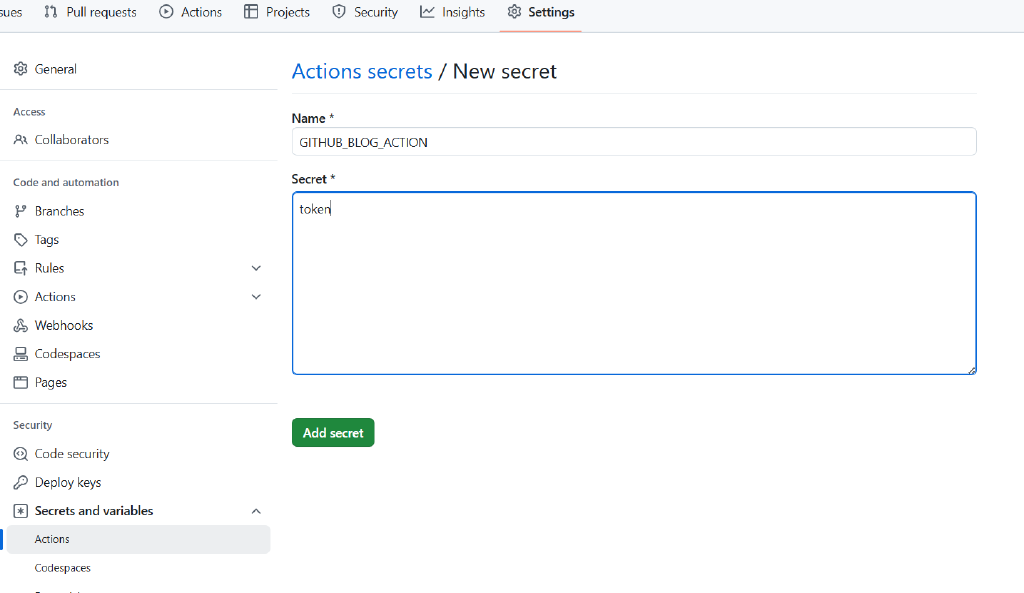 sues Pull requests Actions Projects Security Insights Settings
General
Access
Collaborators
Code and automation
Branches
Tags
Rules
Actions
Webhooks
Codespaces
Pages
Security
Code security
Deploy keys
Secrets and variables
Actions
Codespaces
Actions secrets / New secret
Name *
GITHUB_BLOG_ACTION
Secret *
token
Add secret